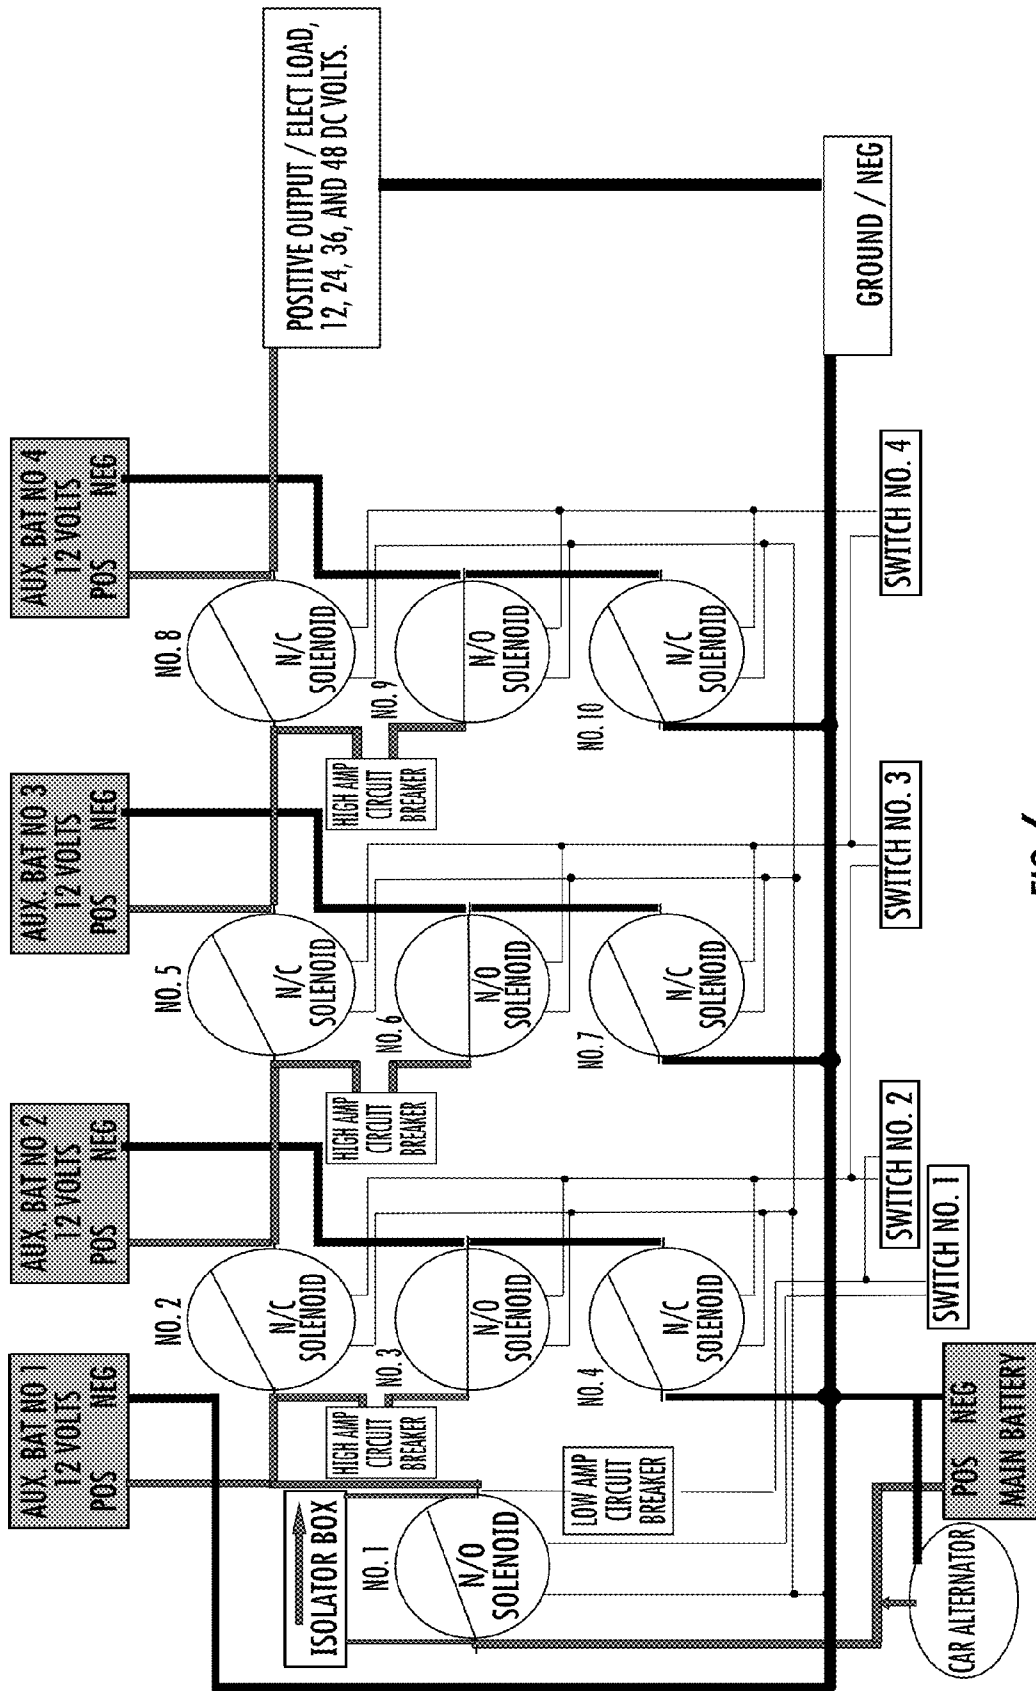 AUX. BAT NO 1
12 VOLTS
POS NEG
AUX. BAT NO 2
12 VOLTS
POS NEG
AUX. BAT NO 3
12 VOLTS
POS NEG
AUX. BAT NO 4
12 VOLTS
POS NEG
ISOLATOR BOX
NO. 2
N/C
SOLENOID
NO. 5
N/C
SOLENOID
NO. 8
N/C
SOLENOID
POSITIVE OUTPUT / ELECT LOAD,
12, 24, 36, AND 48 DC VOLTS.
HIGH AMP
CIRCUIT
BREAKER
HIGH AMP
CIRCUIT
BREAKER
HIGH AMP
CIRCUIT
BREAKER
NO. 1
N/O
SOLENOID
NO. 3
N/O
SOLENOID
NO. 6
N/O
SOLENOID
NO. 9
N/O
SOLENOID
LOW AMP
CIRCUIT
BREAKER
NO. 4
N/C
SOLENOID
NO. 7
N/C
SOLENOID
NO. 10
N/C
SOLENOID
GROUND / NEG
SWITCH NO. 2
SWITCH NO. 3
SWITCH NO. 4
SWITCH NO. 1
CAR ALTERNATOR
POS NEG
MAIN BATTERY